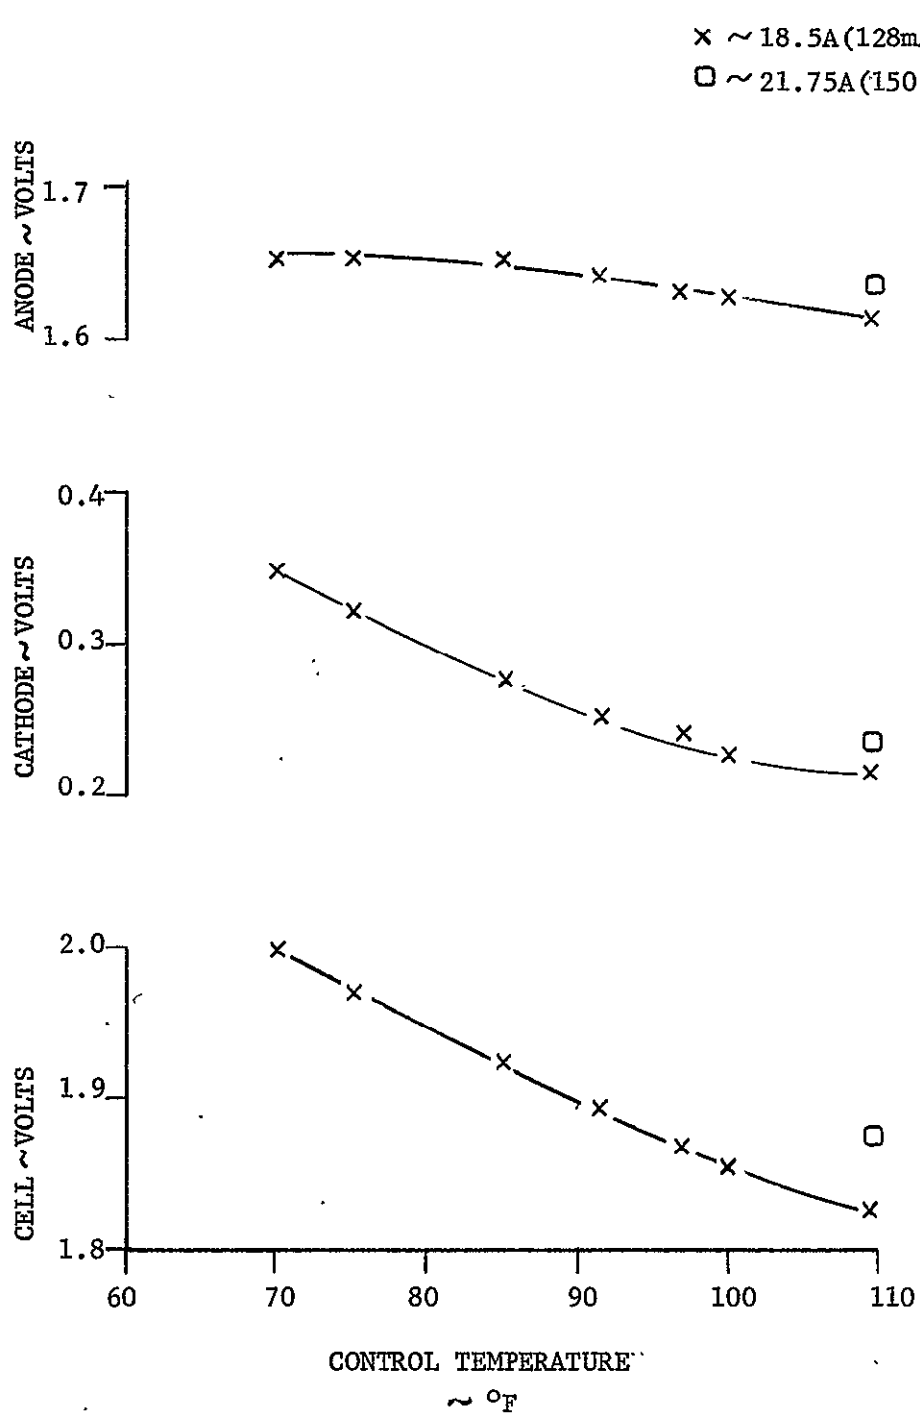 × ~18.5A(128m
□ ~21.75A(150
ANODE ~ VOLTS
1.7
1.6
CATHODE ~ VOLTS
0.4
0.3
0.2
CELL ~ VOLTS
2.0
1.9
1.8
60 70 80 90 100 110
CONTROL TEMPERATURE
~ °F